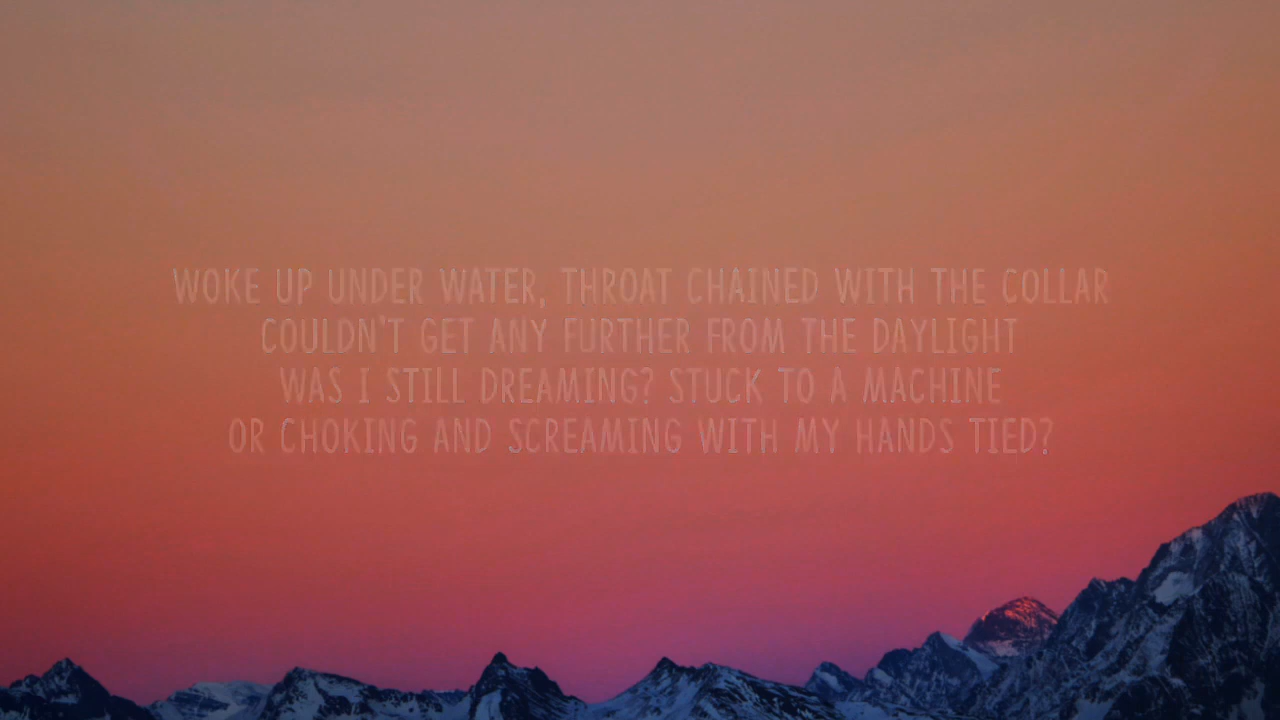 WOKE UP UNDER WATER, THROAT CHAINED WITH THE COLLAR
COULDN'T GET ANY FURTHER FROM THE DAYLIGHT
WAS I STILL DREAMING? STUCK TO A MACHINE
OR CHOKING AND SCREAMING WITH MY HANDS TIED?